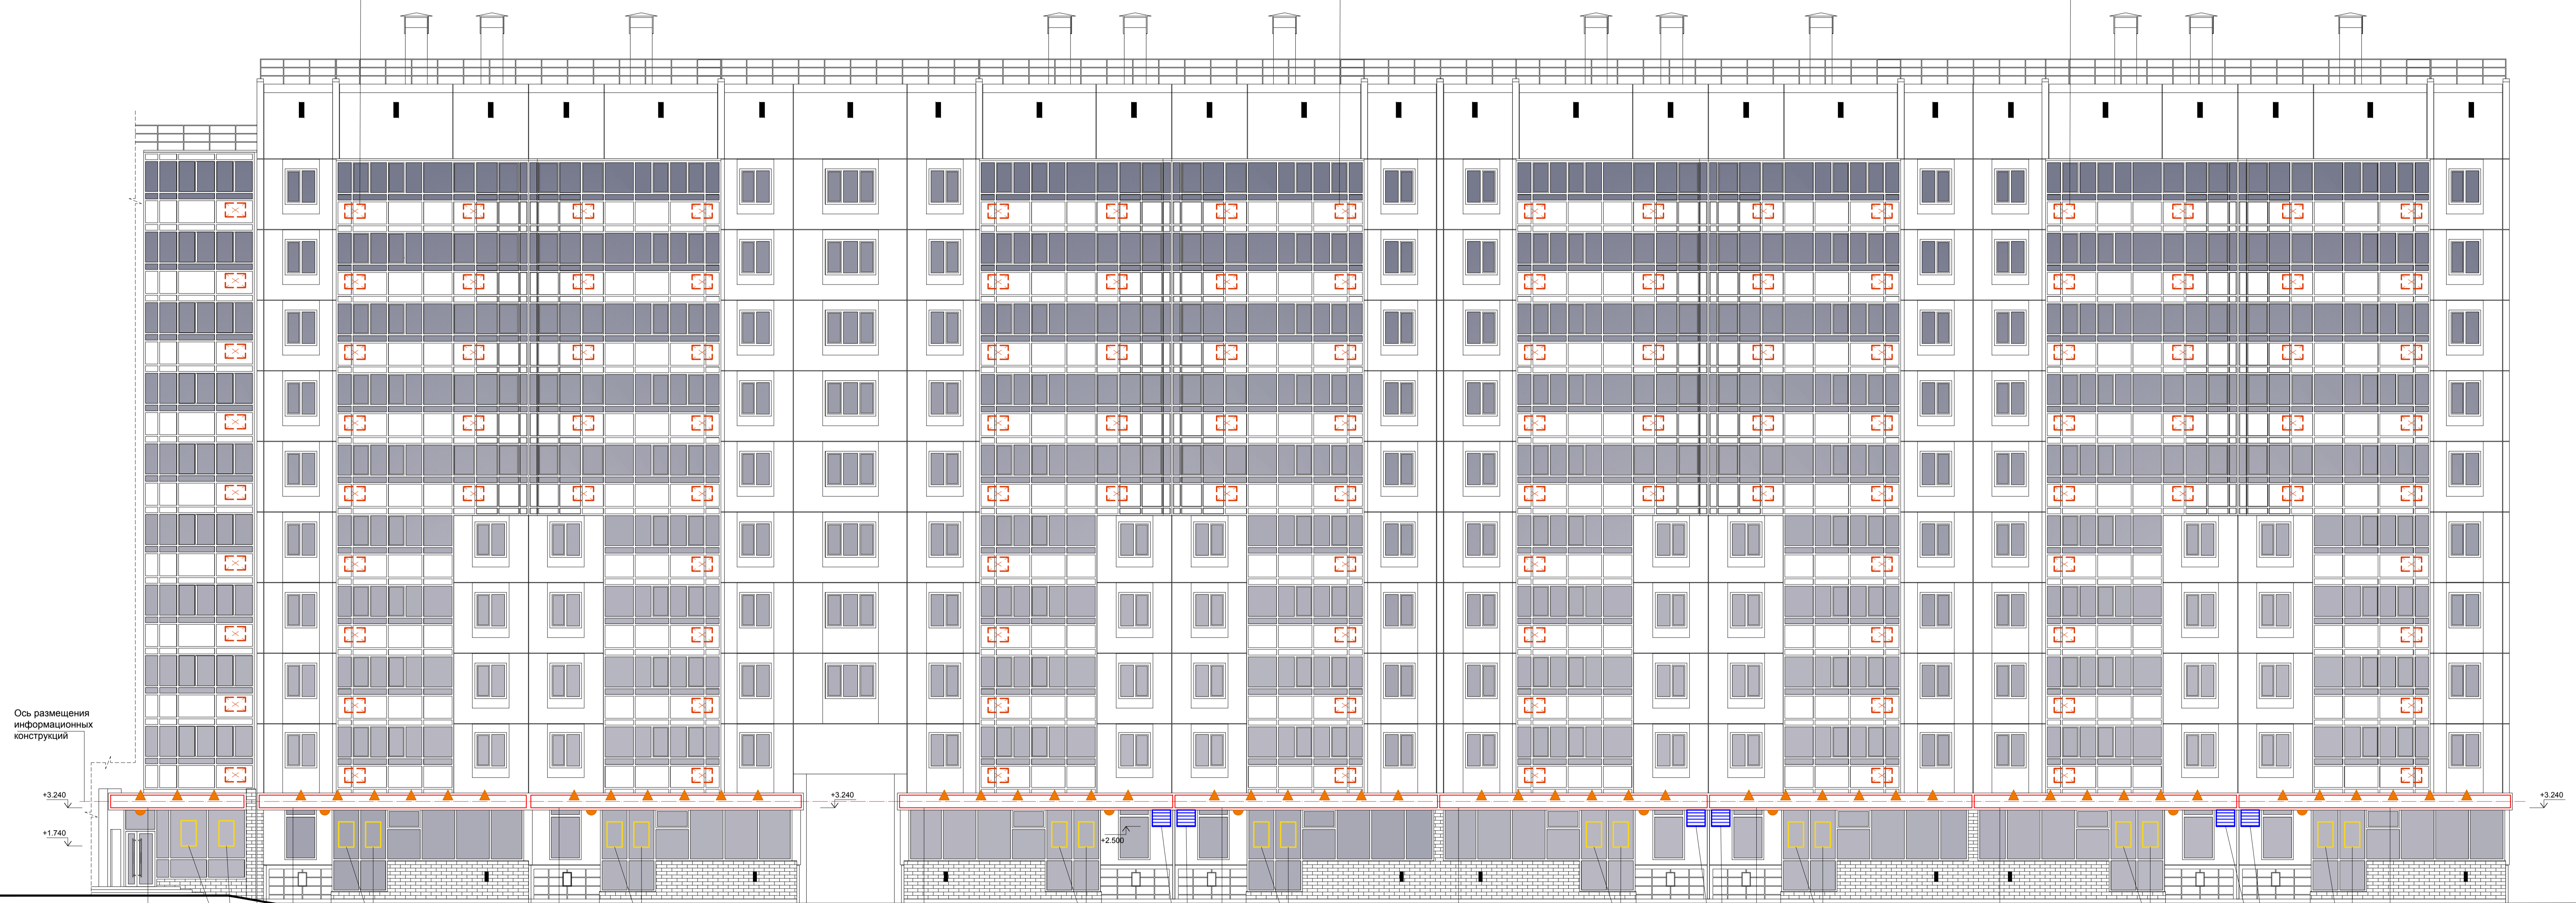 Ось размещения
информационных
конструкций
+3.240
+3.240
+3.240
+1.740
+2.500